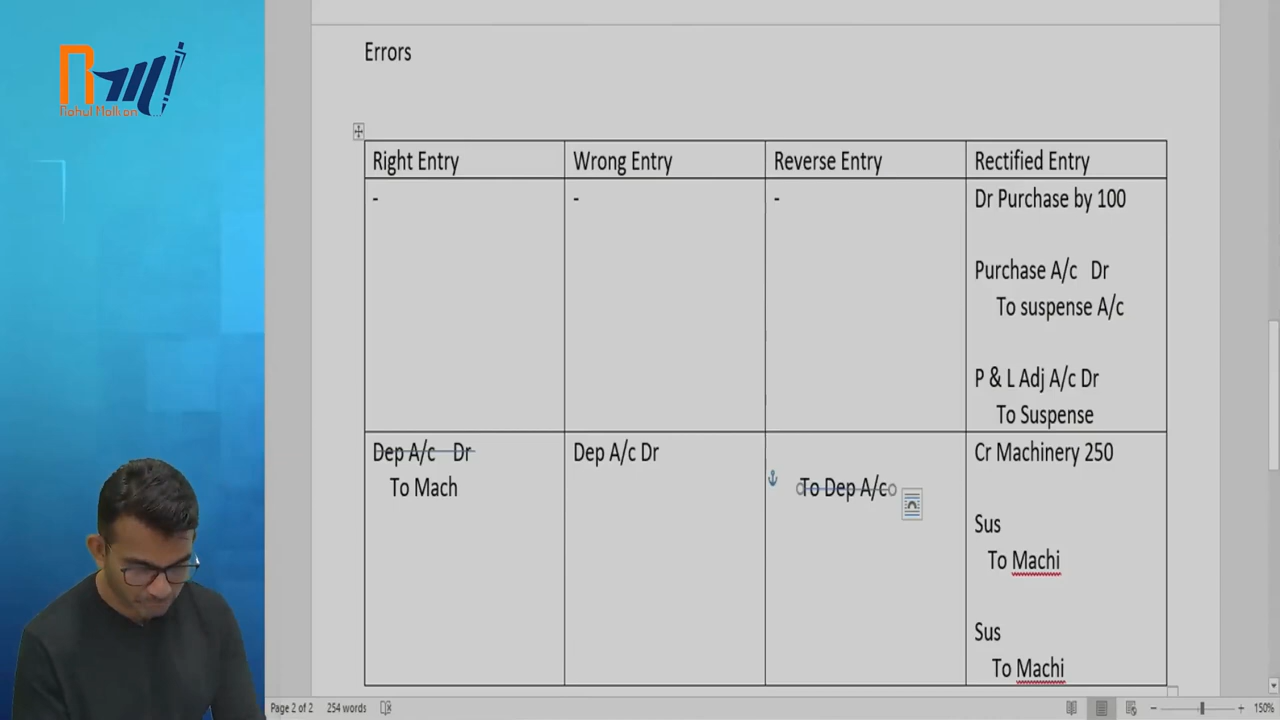 Rahul Malkan
Errors
Right Entry
Wrong Entry
Reverse Entry
Rectified Entry
-
-
-
Dr Purchase by 100
Purchase A/c   Dr
To suspense A/c
P & L Adj A/c Dr
To Suspense
Dep A/c   Dr
To Mach
Dep A/c Dr
To Dep A/c
Cr Machinery 250
Sus
To Machi
Sus
To Machi
Page 2 of 2
254 words
150%